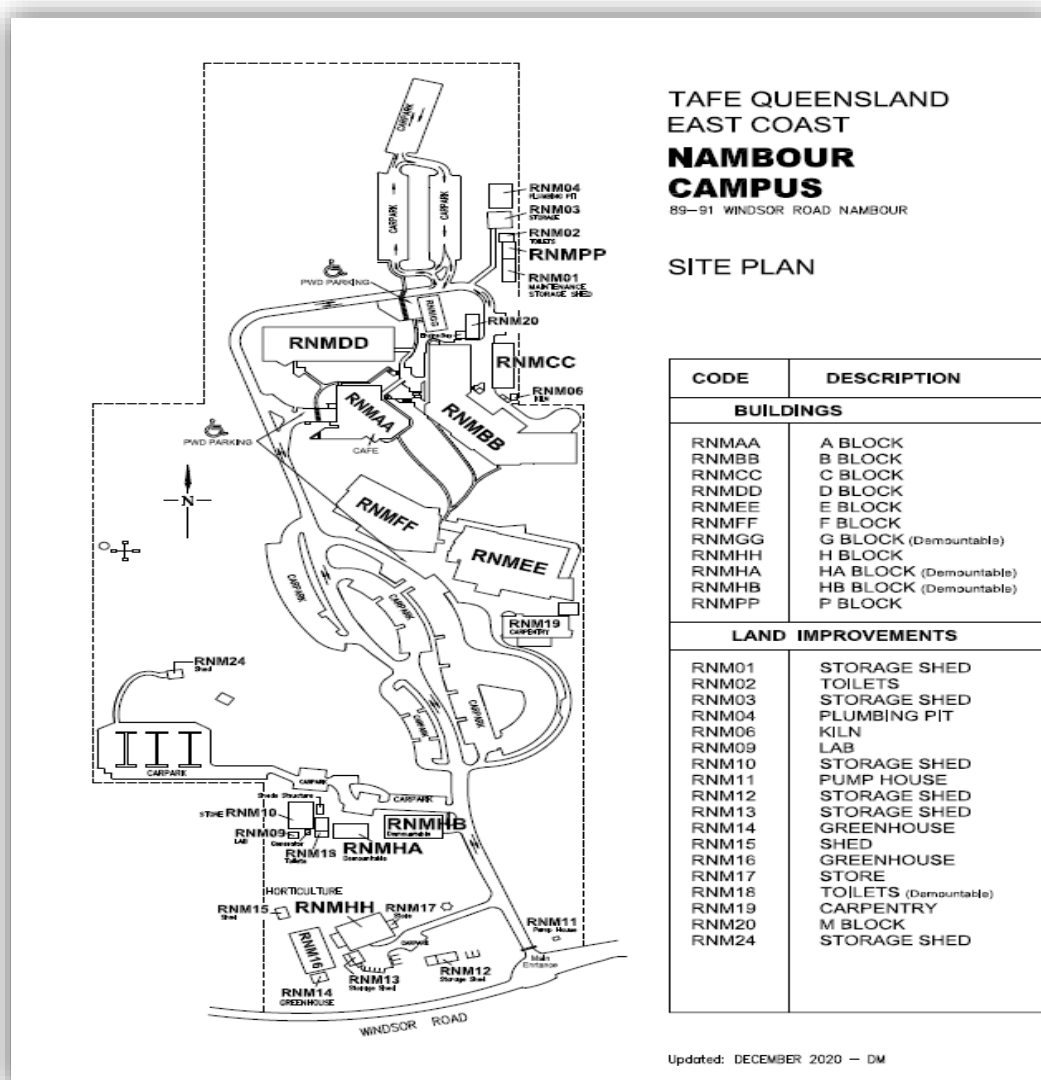 TAFE QUEENSLAND
EAST COAST
NAMBOUR
CAMPUS
89-91 WINDSOR ROAD NAMBOUR
SITE PLAN
CARPARK
CARPARK
CARPARK
RNM04
PLUMBING PIT
RNM03
STORAGE
RNM02
TOILETS
RNMPP
RNM01
MAINTENANCE
STORAGE SHED
PWD PARKING
RNMGG
RNM20
RNMDD
RNMCC
RNM06
KILN
RNMAA
RNMBB
PWD PARKING
CAFE
N
RNMFF
RNMEE
CARPARK
CARPARK
RNM19
CARPENTRY
RNM24
Shed
CARPARK
CARPARK
CARPARK
CARPARK
Shade Structure
STORE RNM10
RNMHB
Demountable
RNM09
LAB
Generator
RNM18
Toilets
RNMHA
Demountable
HORTICULTURE
RNM15
Shed
RNMHH
RNM17
Store
RNM11
Pump House
RNM16
CARPARK
RNM13
Storage Shed
RNM12
Storage Shed
Main
Entrance
RNM14
GREENHOUSE
WINDSOR ROAD
CODE DESCRIPTION
BUILDINGS
RNMAA A BLOCK
RNMBB B BLOCK
RNMCC C BLOCK
RNMDD D BLOCK
RNMEE E BLOCK
RNMFF F BLOCK
RNMGG G BLOCK (Demountable)
RNMHH H BLOCK
RNMHA HA BLOCK (Demountable)
RNMHB HB BLOCK (Demountable)
RNMPP P BLOCK
LAND IMPROVEMENTS
RNM01 STORAGE SHED
RNM02 TOILETS
RNM03 STORAGE SHED
RNM04 PLUMBING PIT
RNM06 KILN
RNM09 LAB
RNM10 STORAGE SHED
RNM11 PUMP HOUSE
RNM12 STORAGE SHED
RNM13 STORAGE SHED
RNM14 GREENHOUSE
RNM15 SHED
RNM16 GREENHOUSE
RNM17 STORE
RNM18 TOILETS (Demountable)
RNM19 CARPENTRY
RNM20 M BLOCK
RNM24 STORAGE SHED
Updated: DECEMBER 2020 - DM